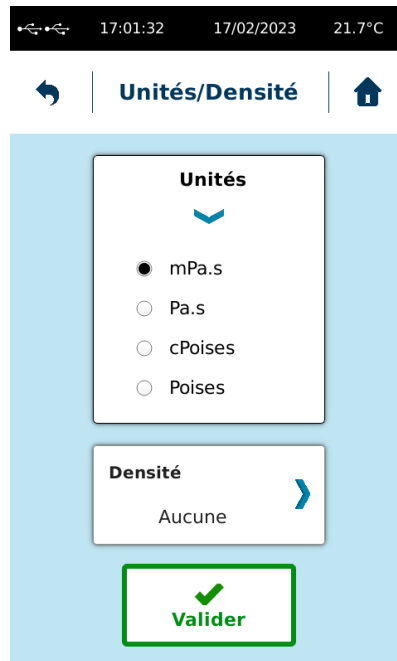 17:01:32 17/02/2023 21.7°C
Unités/Densité
Unités
mPa.s
Pa.s
cPoises
Poises
Densité
Aucune
Valider